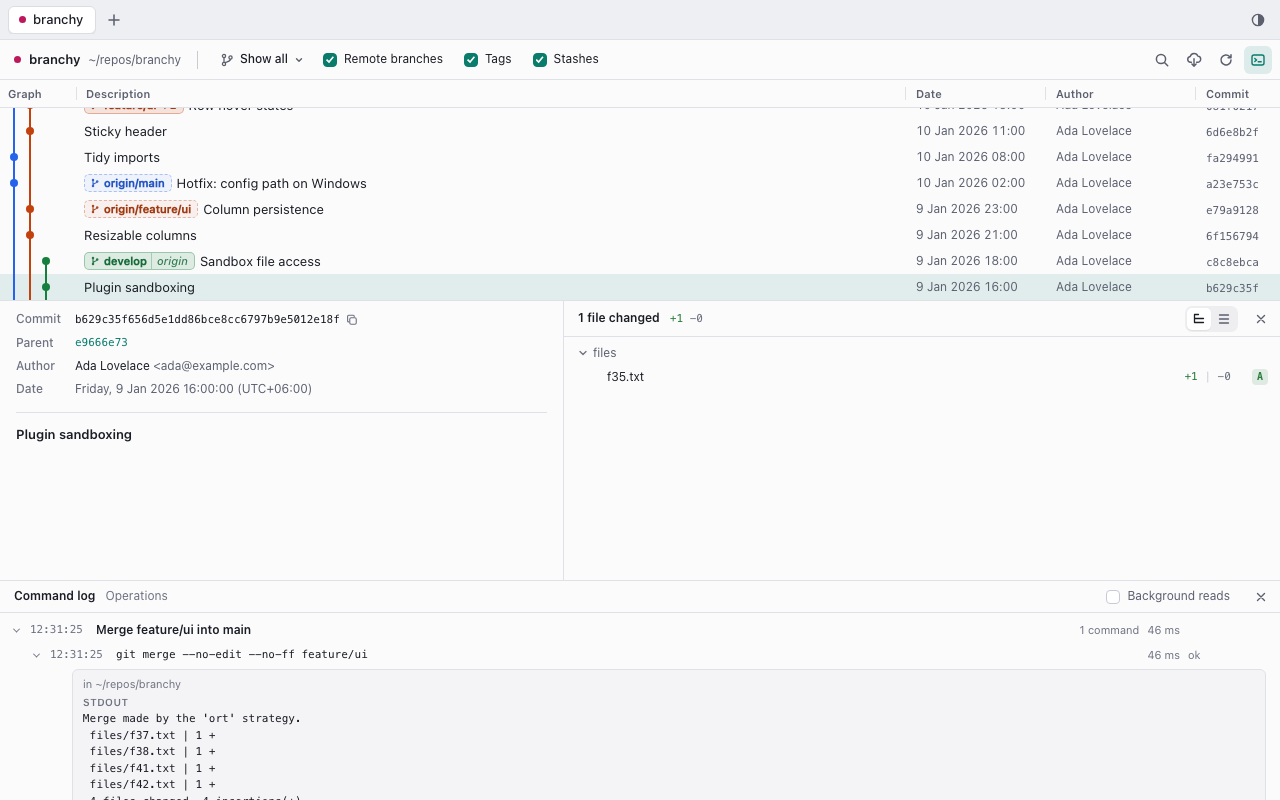 branchy
branchy ~/repos/branchy Show all Remote branches Tags Stashes
Graph Description Date Author Commit
Sticky header 10 Jan 2026 11:00 Ada Lovelace 6d6e8b2f
Tidy imports 10 Jan 2026 08:00 Ada Lovelace fa294991
origin/main Hotfix: config path on Windows 10 Jan 2026 02:00 Ada Lovelace a23e753c
origin/feature/ui Column persistence 9 Jan 2026 23:00 Ada Lovelace e79a9128
Resizable columns 9 Jan 2026 21:00 Ada Lovelace 6f156794
develop origin Sandbox file access 9 Jan 2026 18:00 Ada Lovelace c8c8ebca
Plugin sandboxing 9 Jan 2026 16:00 Ada Lovelace b629c35f
Commit b629c35f656d5e1dd86bce8cc6797b9e5012e18f
Parent e9666e73
Author Ada Lovelace <ada@example.com>
Date Friday, 9 Jan 2026 16:00:00 (UTC+06:00)
Plugin sandboxing
1 file changed +1 −0
files
f35.txt +1 | −0 A
Command log Operations Background reads
12:31:25 Merge feature/ui into main 1 command 46 ms
12:31:25 git merge --no-edit --no-ff feature/ui 46 ms ok
in ~/repos/branchy
STDOUT
Merge made by the 'ort' strategy.
files/f37.txt | 1 +
files/f38.txt | 1 +
files/f41.txt | 1 +
files/f42.txt | 1 +
4 files changed, 4 insertions(+)